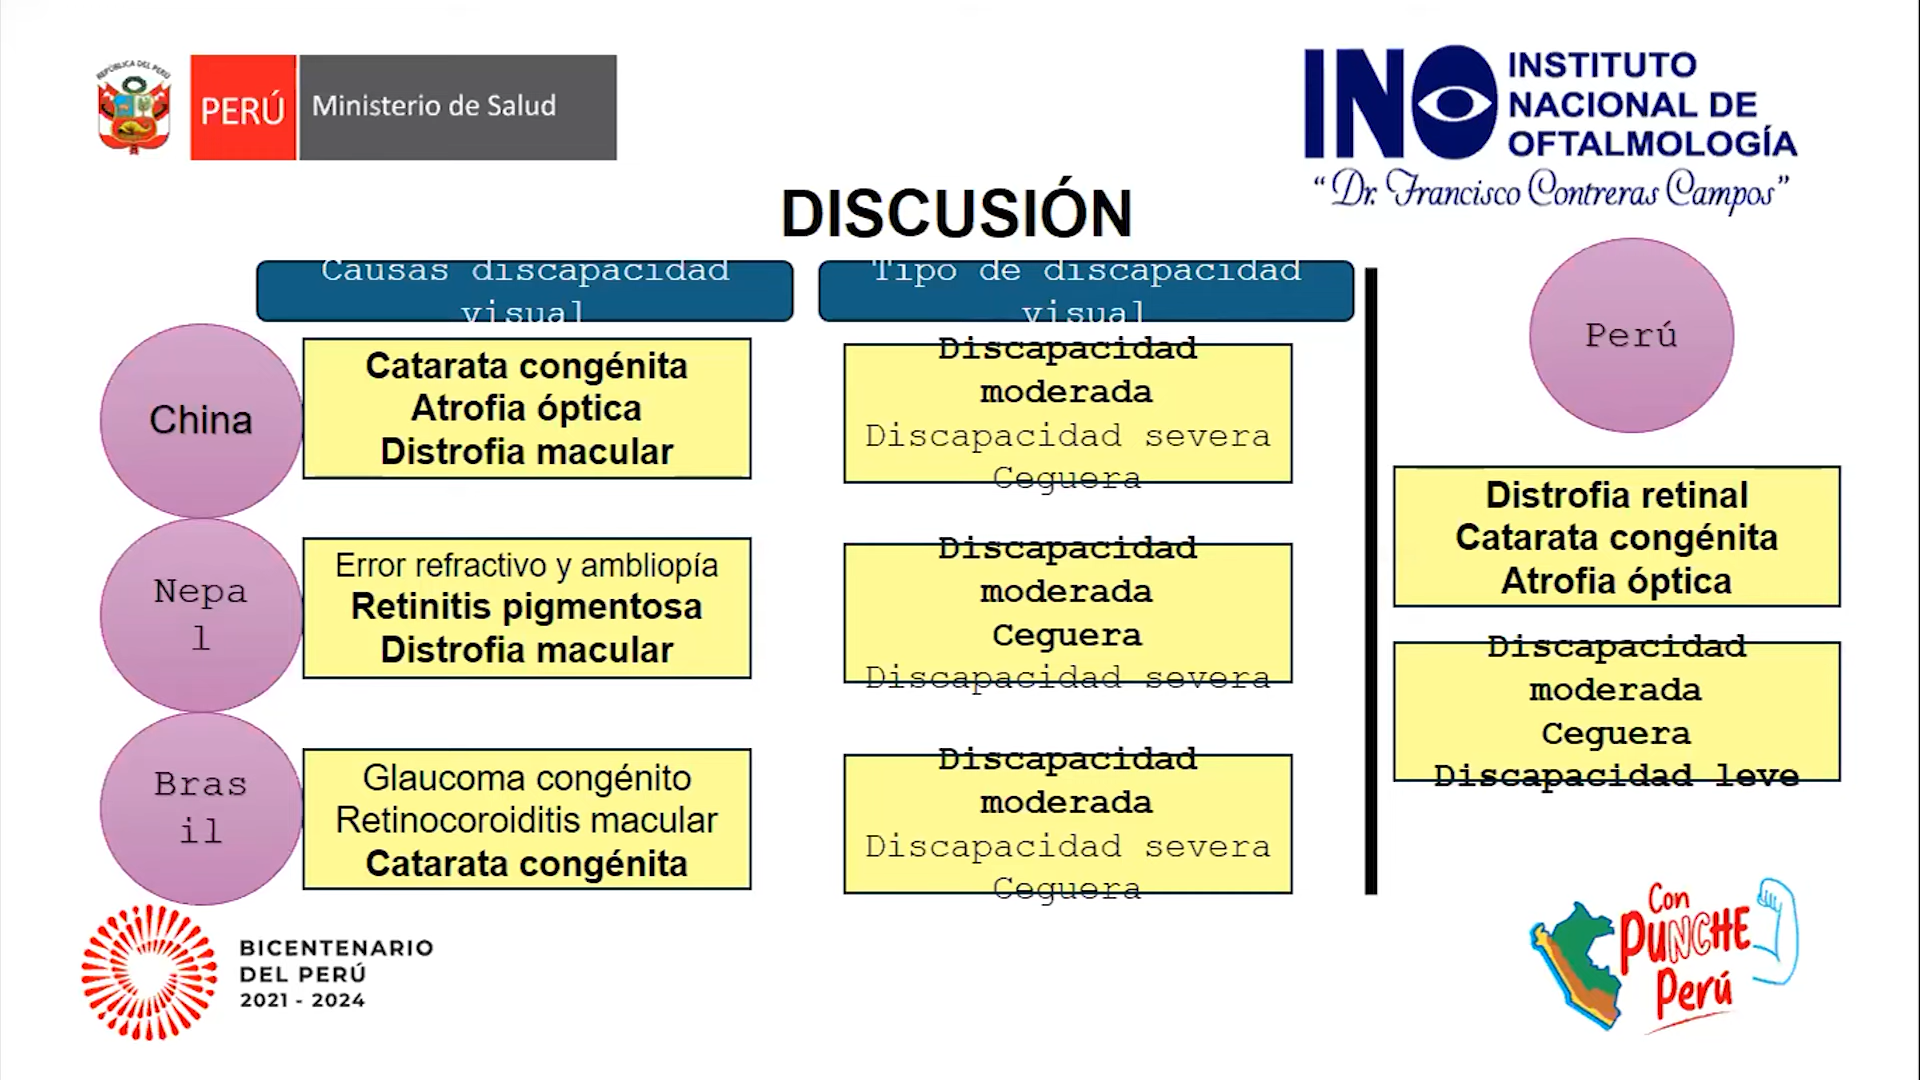 REPÚBLICA DEL PERÚ
PERÚ
Ministerio de Salud
INO
INSTITUTO
NACIONAL DE
OFTALMOLOGÍA
“Dr. Francisco Contreras Campos”
DISCUSIÓN
Causas discapacidad
visual
Tipo de discapacidad
visual
China
Catarata congénita
Atrofia óptica
Distrofia macular
Discapacidad
moderada
Discapacidad severa
Ceguera
Nepa
l
Error refractivo y ambliopía
Retinitis pigmentosa
Distrofia macular
Discapacidad
moderada
Ceguera
Discapacidad severa
Bras
il
Glaucoma congénito
Retinocoroiditis macular
Catarata congénita
Discapacidad
moderada
Discapacidad severa
Ceguera
Perú
Distrofia retinal
Catarata congénita
Atrofia óptica
Discapacidad
moderada
Ceguera
Discapacidad leve
BICENTENARIO
DEL PERÚ
2021 - 2024
Con
PUNCHE
Perú